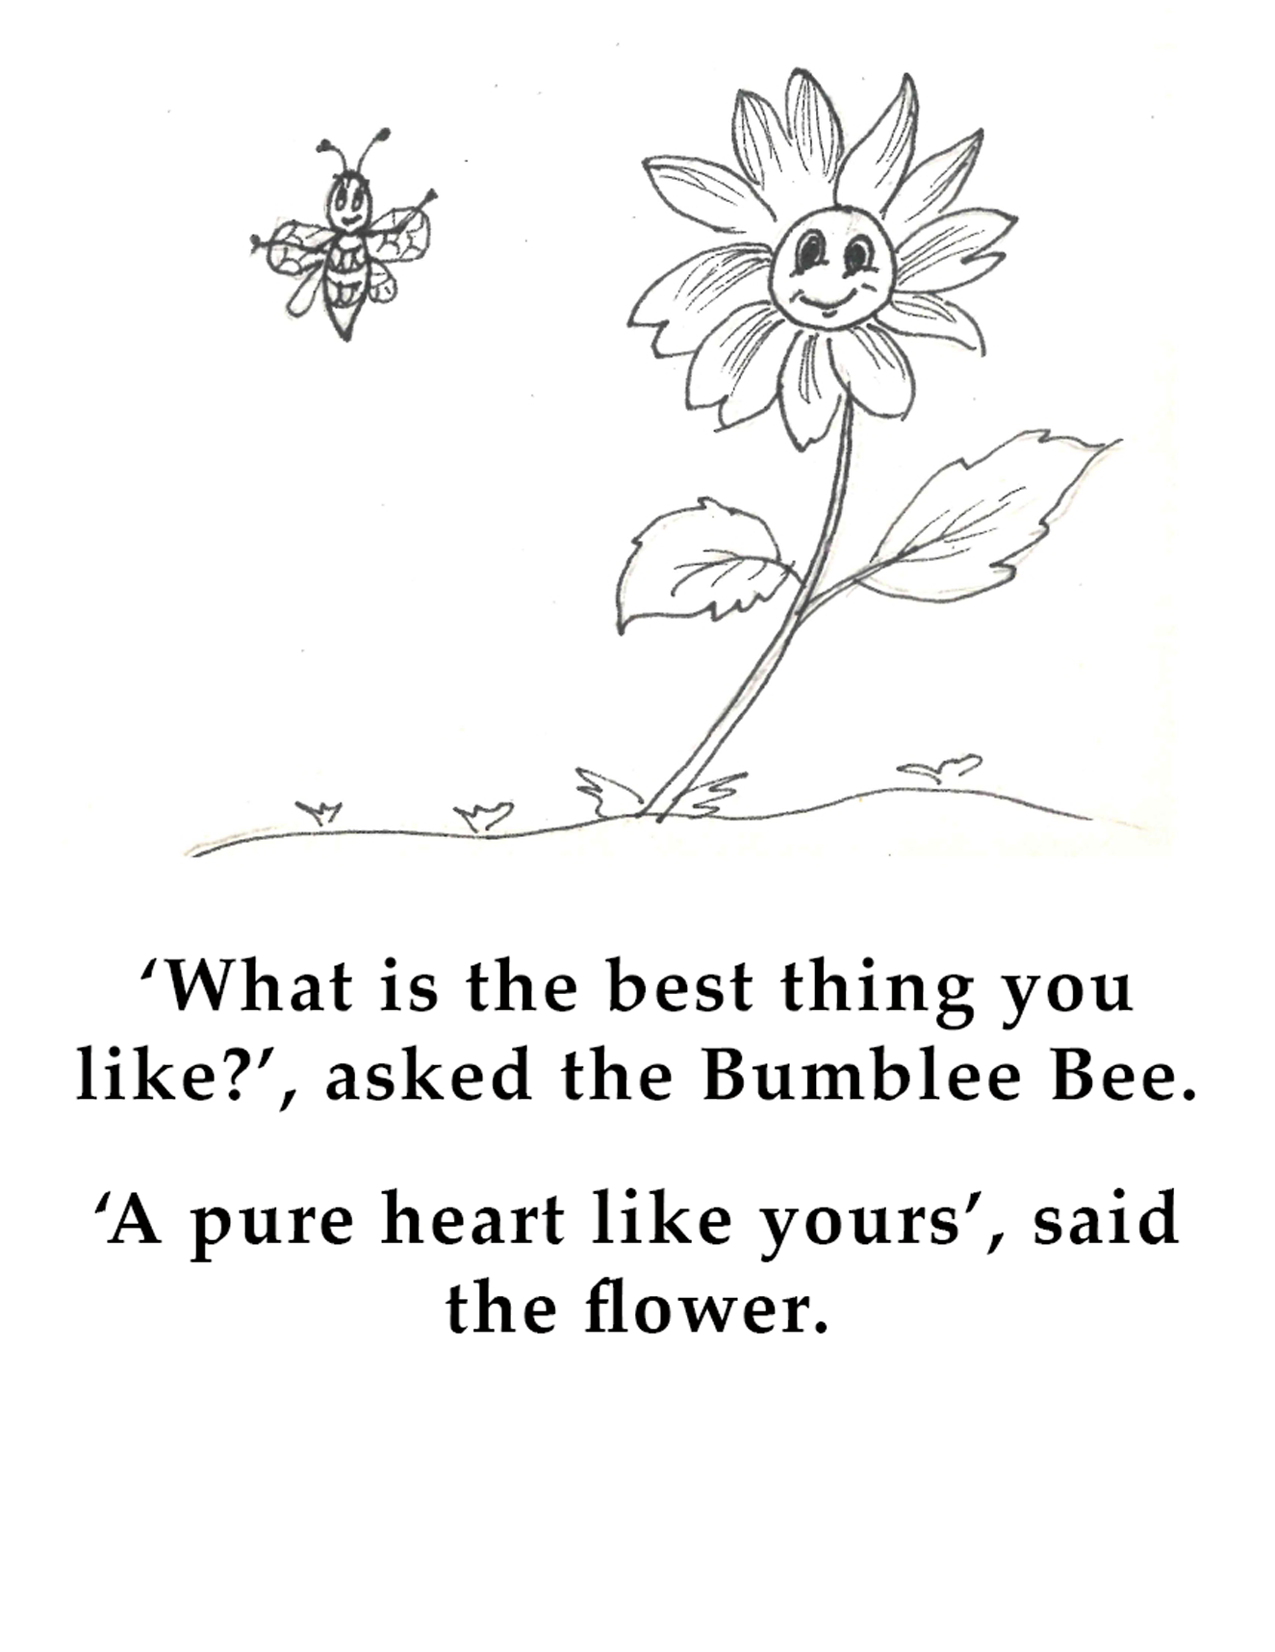 ‘What is the best thing you
like?’, asked the Bumblee Bee.
‘A pure heart like yours’, said
the flower.